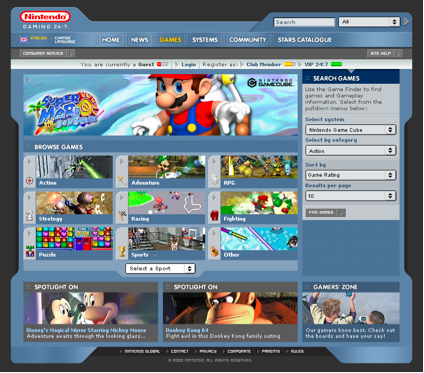 Nintendo
GAMING 24·7
Search
All
ENGLISH
CHANGE LANGUAGE
HOME
NEWS
GAMES
SYSTEMS
COMMUNITY
STARS CATALOGUE
CONSUMER SERVICE
SITE HELP
You are currently a Guest
Login
Register as:
Club Member
VIP 24:7
SUPER MARIO SUNSHINE
NINTENDO GAMECUBE.
SEARCH GAMES
Use the Game Finder to find
games and Gameplay
information. Select from the
pulldown menus below:
Select system
Nintendo Game Cube
Select by category
Action
Sort by
Game Rating
Results per page
10
FIND GAMES
BROWSE GAMES
Action
Adventure
RPG
Strategy
Racing
Fighting
Puzzle
Sports
Other
Select a Sport
SPOTLIGHT ON
Disney's Magical Mirror Starring Mickey Mouse
Adventure awaits through the looking glass...
SPOTLIGHT ON
Donkey Kong 64
Fight well in this Donkey Kong family outing
GAMERS' ZONE
Our gamers know best. Check out
the boards and have your say!
NINTENDO GLOBAL
CONTACT
PRIVACY
CORPORATE
PARENTS
RULES
© 2002 NINTENDO. ALL RIGHTS RESERVED.